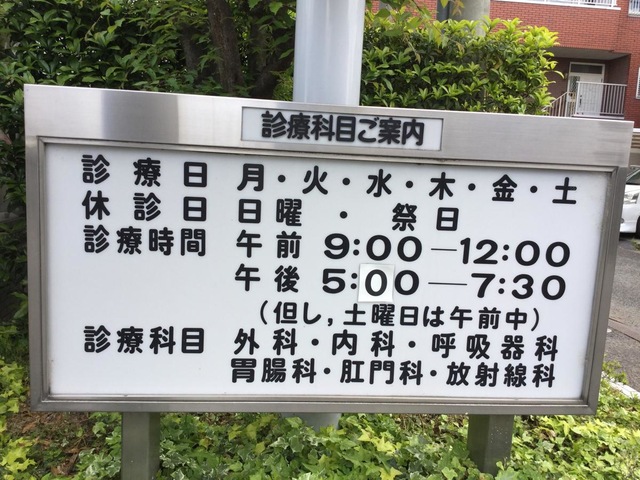 診療科目ご案内
診療日 月・火・水・木・金・土
休診日 日曜・祭日
診療時間 午前 9:00―12:00
午後 5:00―7:30
(但し,土曜日は午前中)
診療科目 外科・内科・呼吸器科
胃腸科・肛門科・放射線科